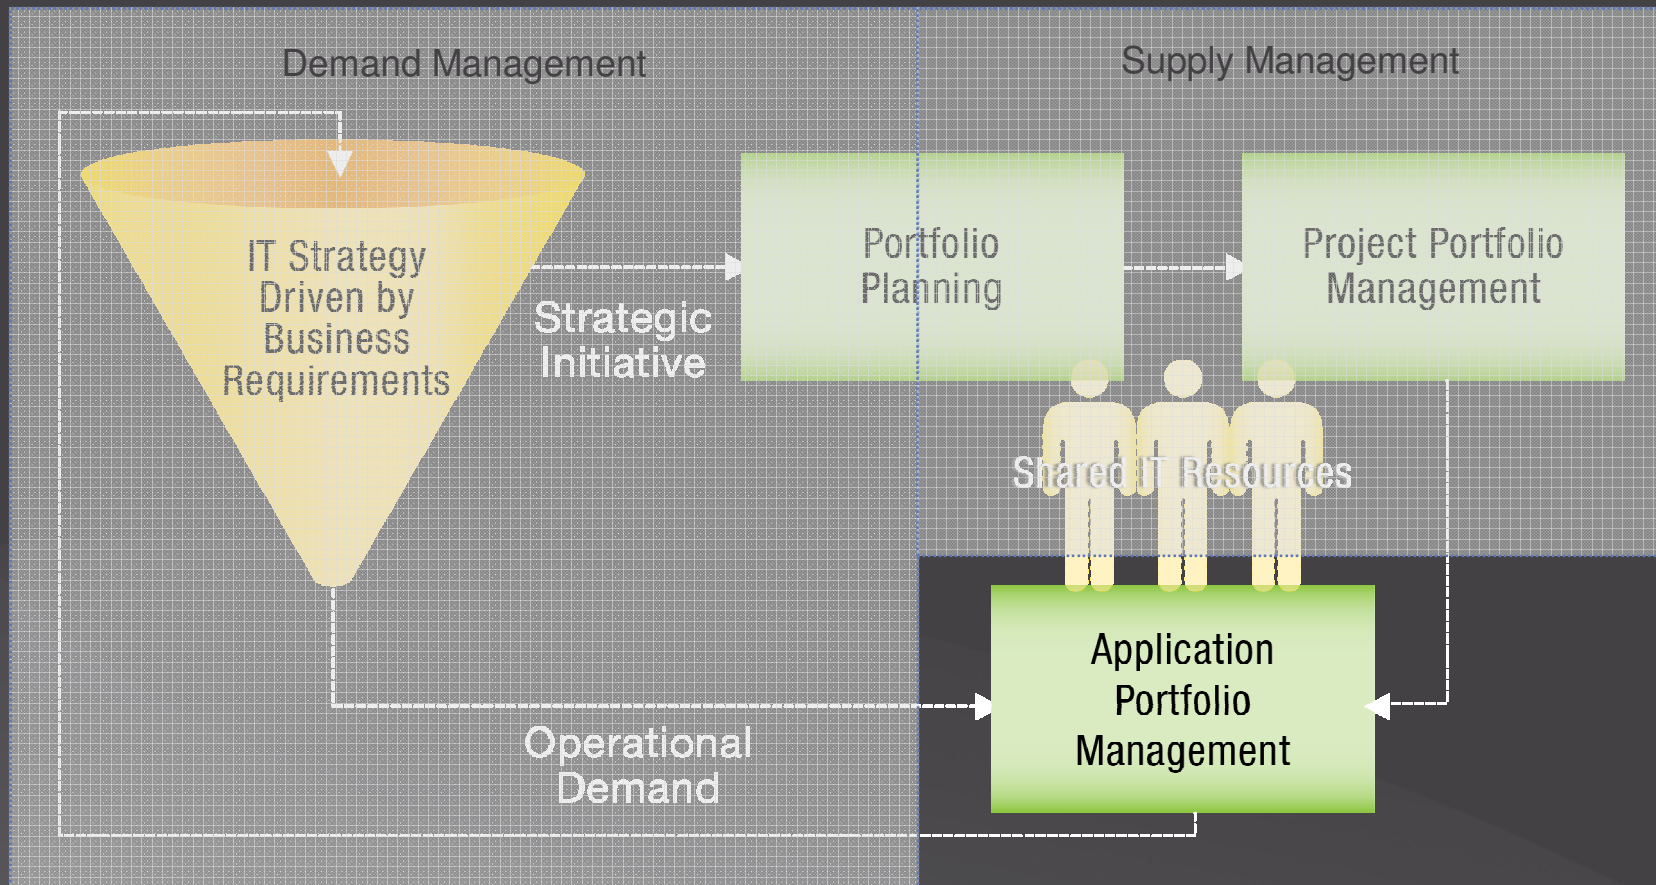 Demand Management
Supply Management
IT Strategy
Driven by
Business
Requirements
Strategic
Initiative
Portfolio
Planning
Project Portfolio
Management
Shared IT Resources
Application
Portfolio
Management
Operational
Demand